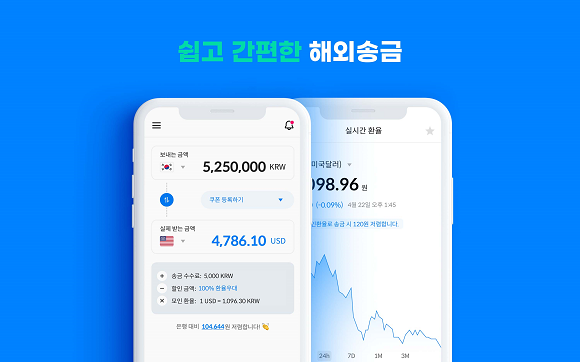 쉽고 간편한 해외송금
보내는 금액
5,250,000 KRW
쿠폰 등록하기
실제 받는 금액
4,786.10 USD
송금 수수료: 5,000 KRW
할인 금액: 100% 환율우대
모인 환율: 1 USD = 1,096.30 KRW
은행 대비 104,644원 저렴합니다!
실시간 환율
미국달러)
098.96 원
(-0.09%) 4월 22일 오후 1:45
환율로 송금 시 120원 저렴합니다.
24h 7D 1M 3M